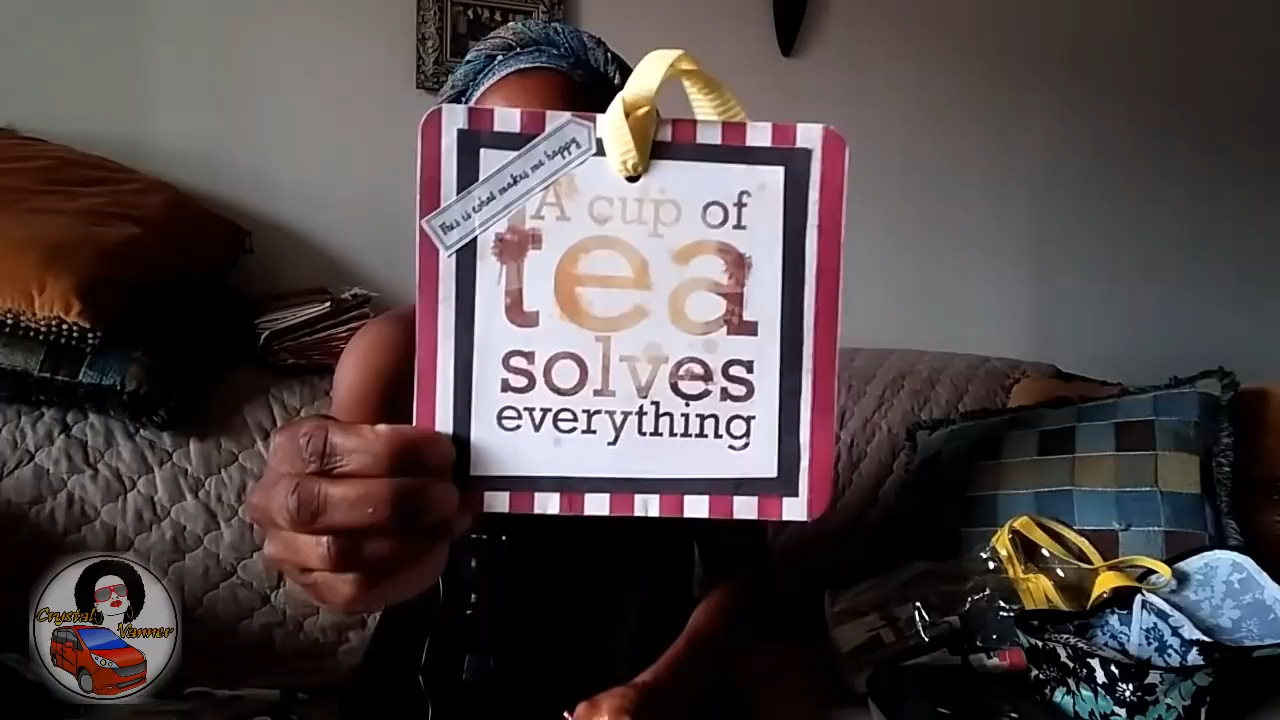 This is what makes me happy
A cup of
tea
solves
everything
Crystal
Vanner